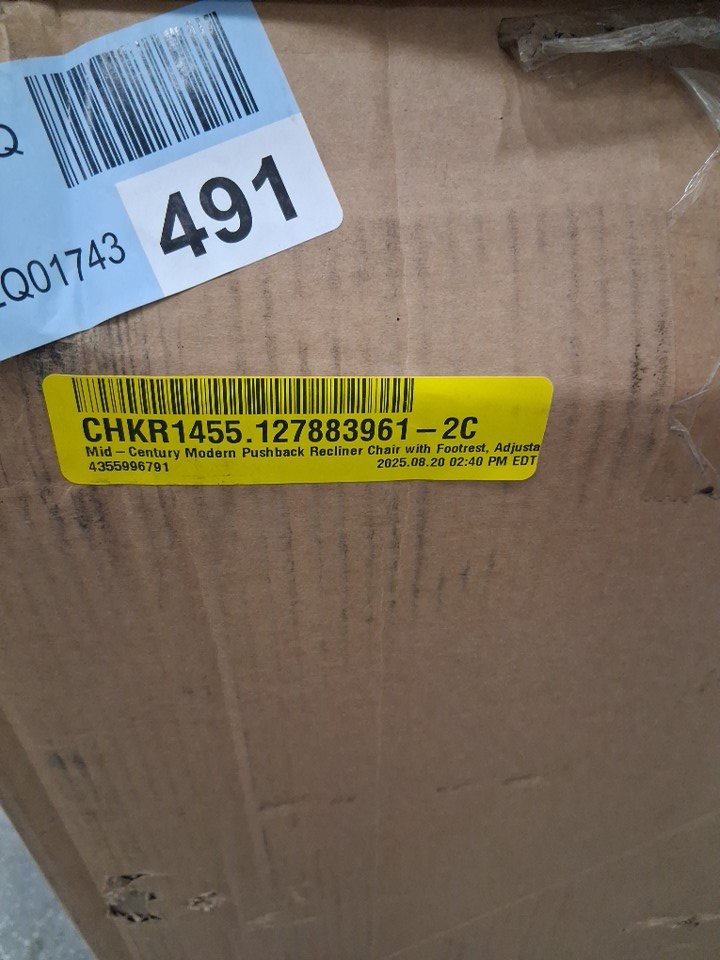 Q
491
Q01743
CHKR1455.127883961-2C
Mid-Century Modern Pushback Recliner Chair with Footrest, Adjusta
4355996791 2025.08.20 02:40 PM EDT